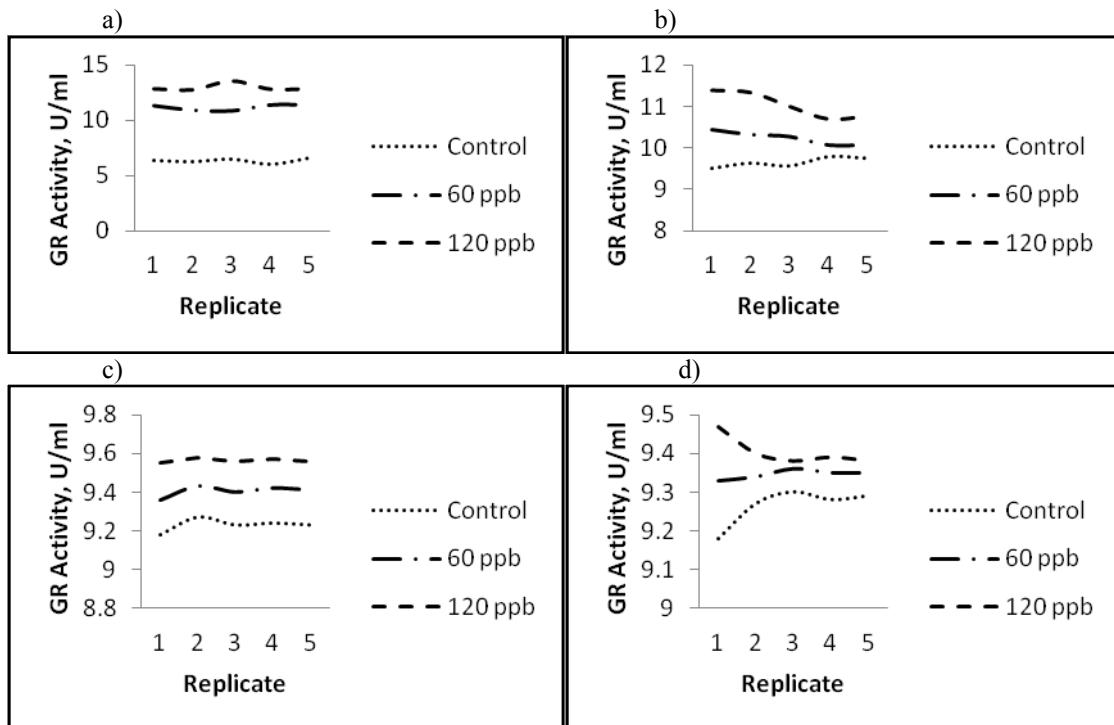 a)
GR Activity, U/ml
15
10
5
0
1 2 3 4 5
Replicate
Control
60 ppb
120 ppb
b)
GR Activity, U/ml
12
11
10
9
8
1 2 3 4 5
Replicate
Control
60 ppb
120 ppb
c)
GR Activity, U/ml
9.8
9.6
9.4
9.2
9
8.8
1 2 3 4 5
Replicate
Control
60 ppb
120 ppb
d)
GR Activity, U/ml
9.5
9.4
9.3
9.2
9.1
9
1 2 3 4 5
Replicate
Control
60 ppb
120 ppb